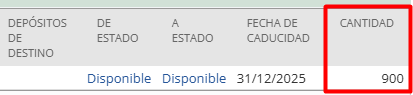 DEPÓSITOS DE DESTINO
DE ESTADO
A ESTADO
FECHA DE CADUCIDAD
CANTIDAD
Disponible Disponible 31/12/2025 900